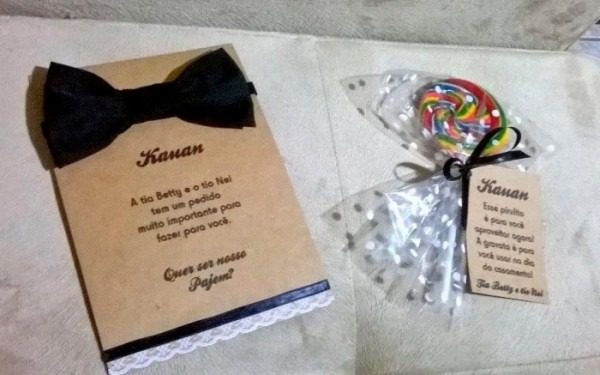 Kauan
A tia Betty e o tio Nei
tem um pedido
muito importante para
fazer para você.
Quer ser nosso
Pajem?
Kauan
Esse pirulito
é para você
aproveitar agora!
A gravata é para
você usar no dia
do casamento!
Tia Betty e tio Nei